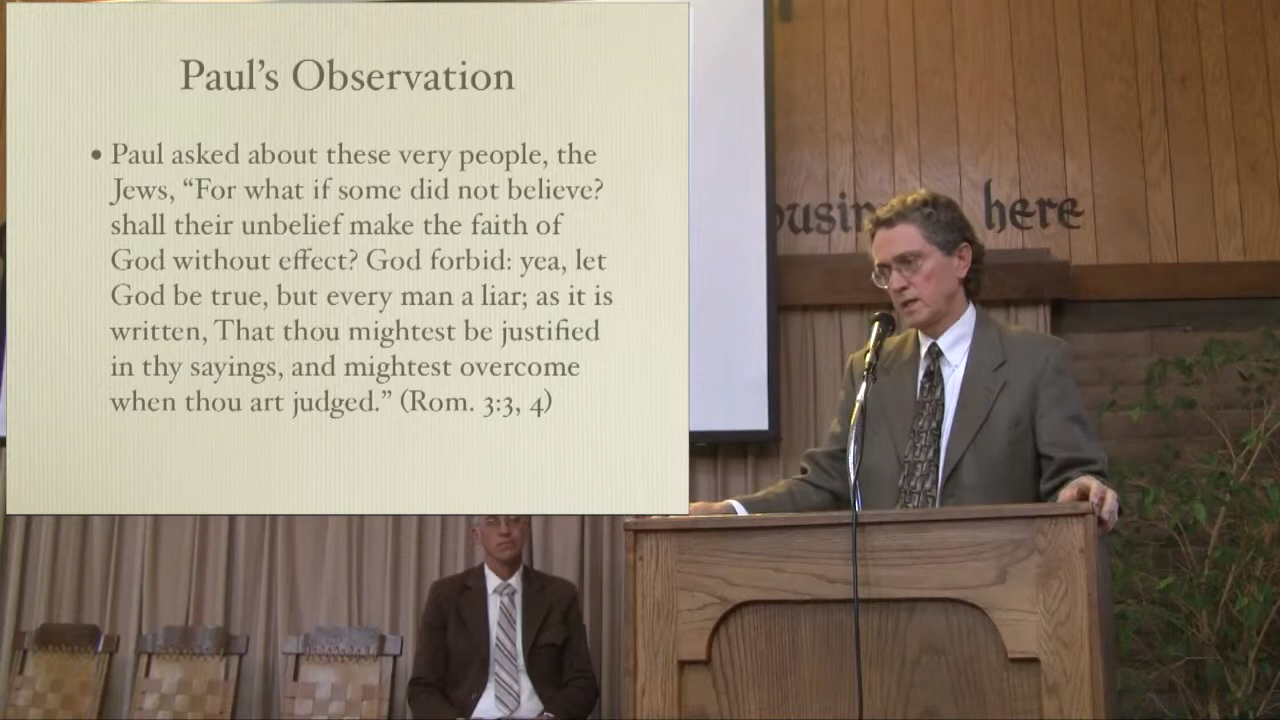 Paul’s Observation
• Paul asked about these very people, the
Jews, “For what if some did not believe?
shall their unbelief make the faith of
God without effect? God forbid: yea, let
God be true, but every man a liar; as it is
written, That thou mightest be justified
in thy sayings, and mightest overcome
when thou art judged.” (Rom. 3:3, 4)
here